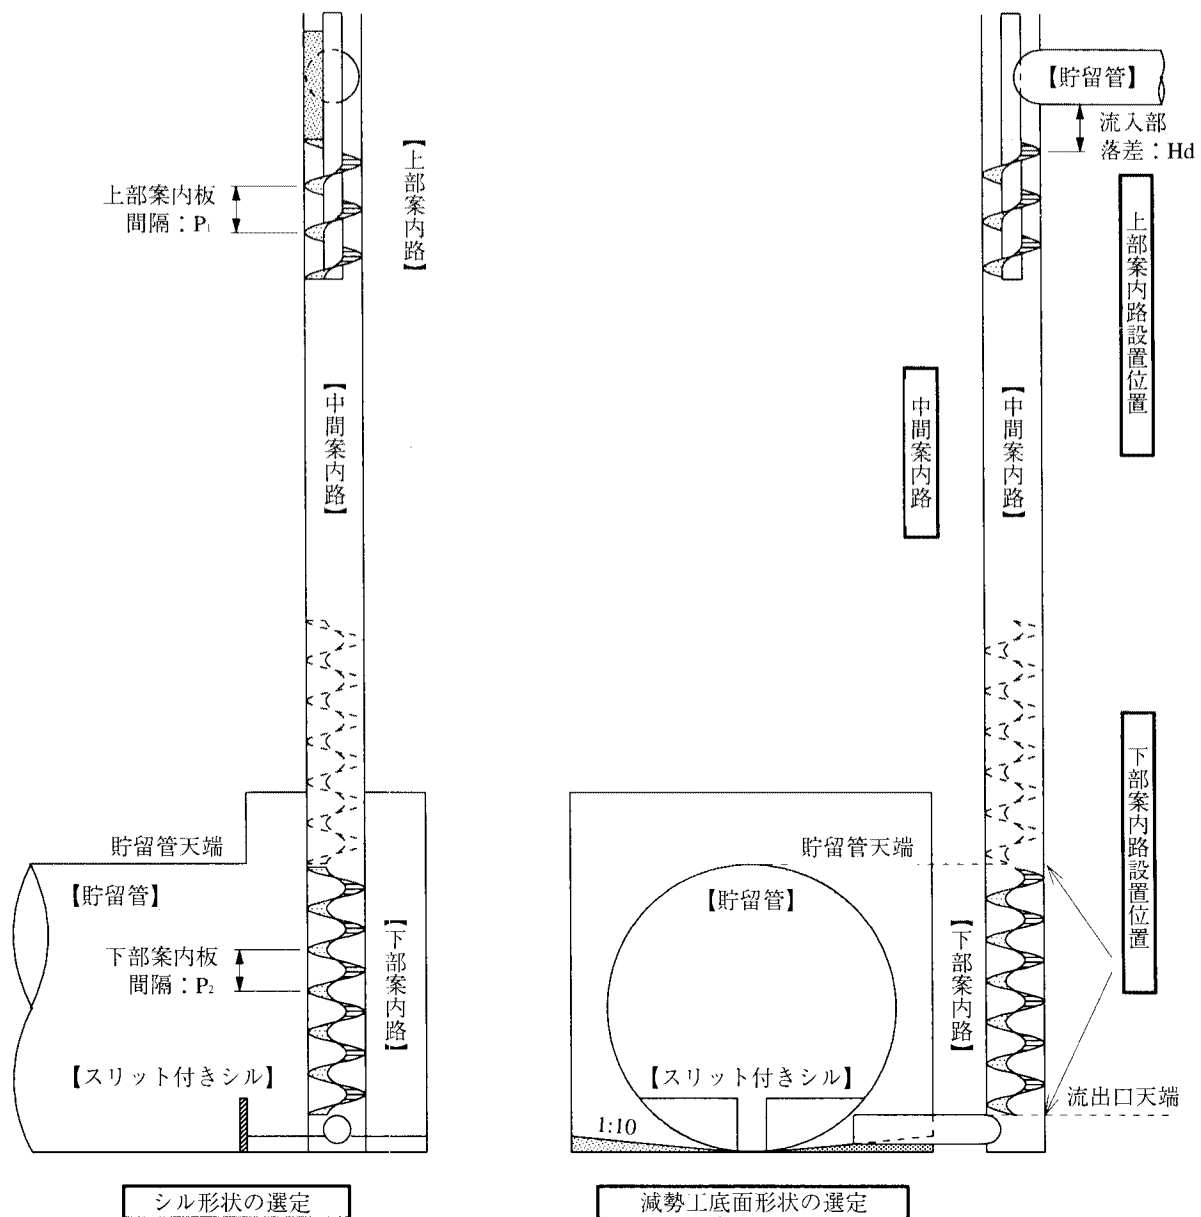 【貯留管】
流入部
落差：Hd
【上部案内路】
上部案内板
間隔：P₁
上部案内路設置位置
【中間案内路】
中間案内路
【中間案内路】
下部案内路設置位置
貯留管天端
貯留管天端
【貯留管】
【貯留管】
【下部案内路】
【下部案内路】
下部案内板
間隔：P₂
【スリット付きシル】
【スリット付きシル】
流出口天端
1:10
シル形状の選定
減勢工底面形状の選定